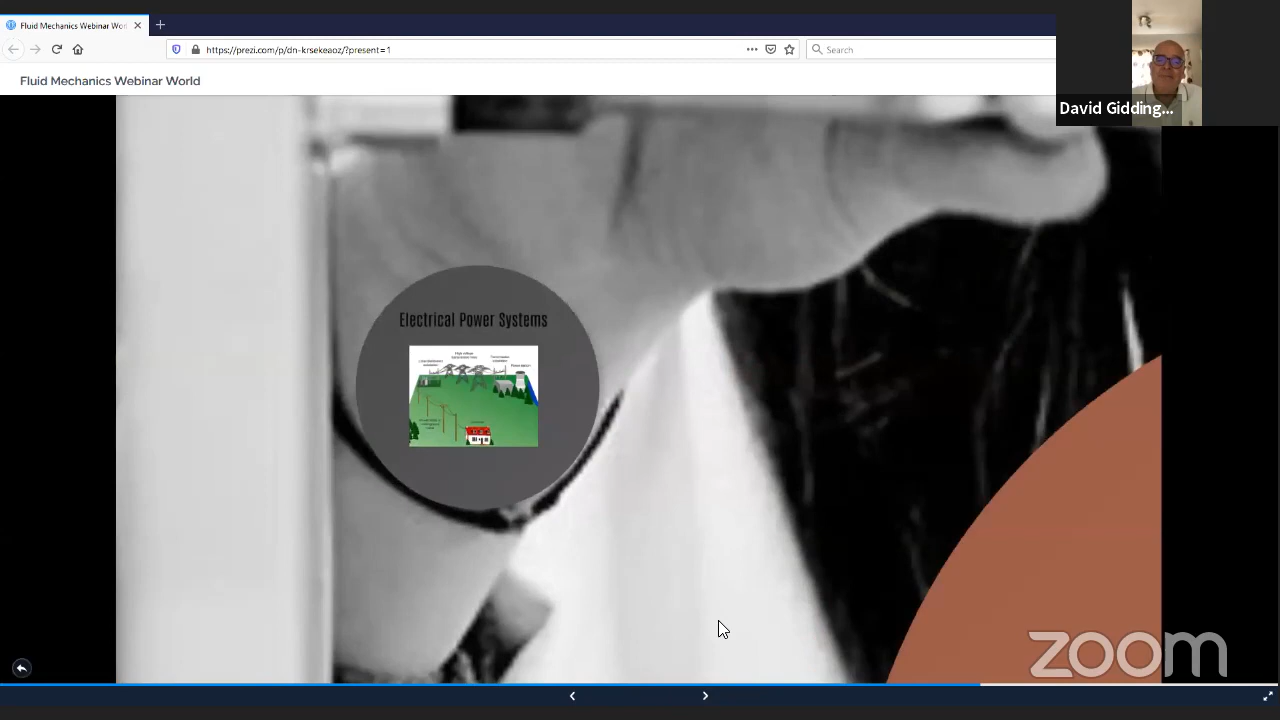 Fluid Mechanics Webinar Wor
https://prezi.com/p/dn-krsekeaoz/?present=1
Search
Fluid Mechanics Webinar World
David Gidding...
Electrical Power Systems
zoom